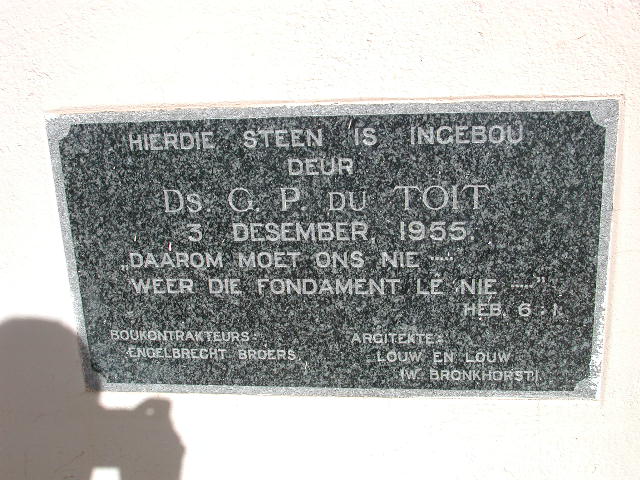 HIERDIE STEEN IS INGEBOU
DEUR
DS. G. P. DU TOIT
3 DESEMBER, 1955.
„DAAROM MOET ONS NIE ----
WEER DIE FONDAMENT LÊ NIE ----"
HEB. 6:1.
BOUKONTRAKTEURS:
ENGELBRECHT BROERS.
ARGITEKTE:
LOUW EN LOUW
(W. BRONKHORST).